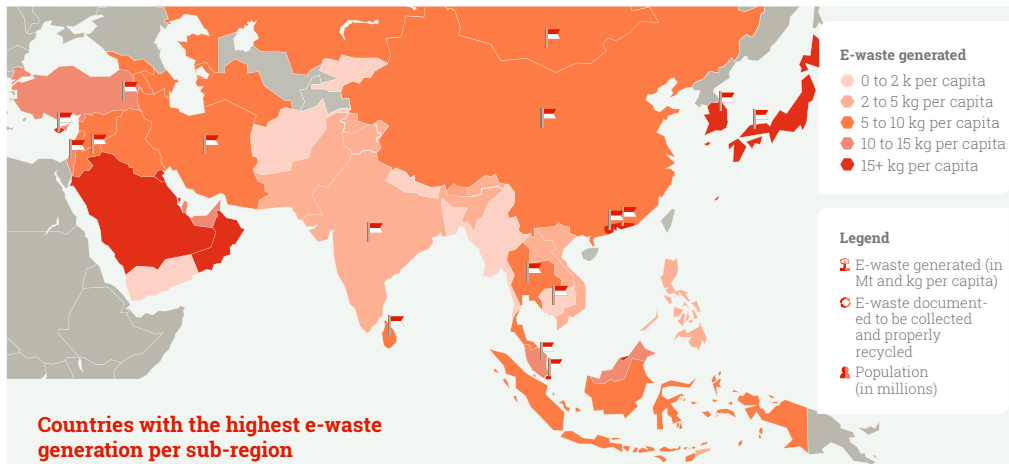 E-waste generated
0 to 2 k per capita
2 to 5 kg per capita
5 to 10 kg per capita
10 to 15 kg per capita
15+ kg per capita
Legend
E-waste generated (in
Mt and kg per capita)
E-waste document-
ed to be collected
and properly
recycled
Population
(in millions)
Countries with the highest e-waste
generation per sub-region